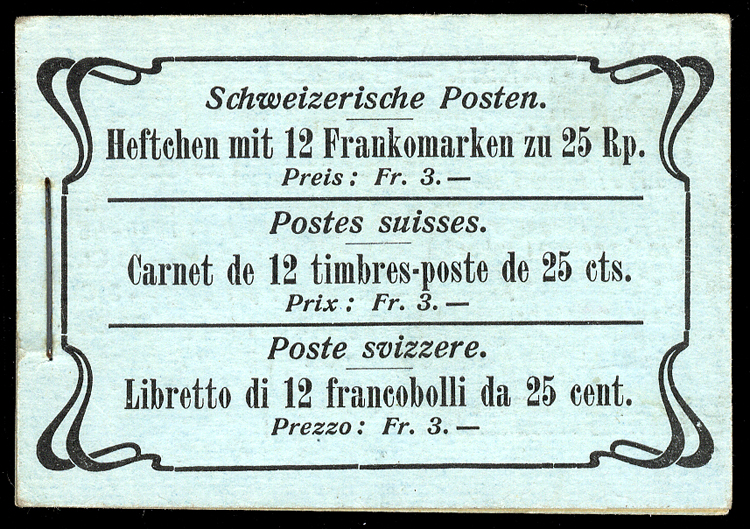 Schweizerische Posten.
Heftchen mit 12 Frankomarken zu 25 Rp.
Preis: Fr. 3.—
Postes suisses.
Carnet de 12 timbres-poste de 25 cts.
Prix: Fr. 3.—
Poste svizzere.
Libretto di 12 francobolli da 25 cent.
Prezzo: Fr. 3.—